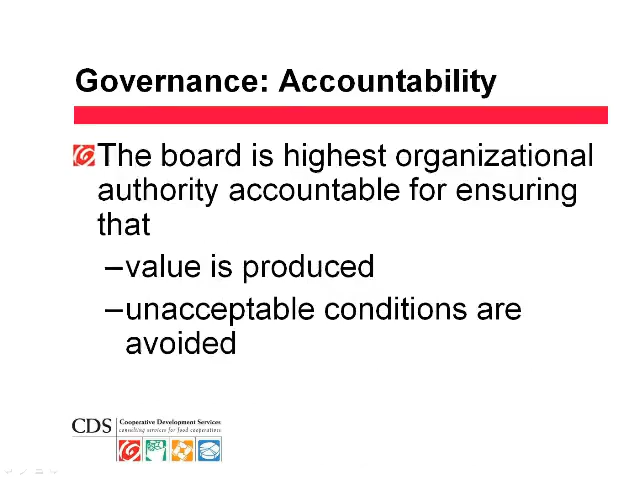 Governance: Accountability
The board is highest organizational
authority accountable for ensuring
that
–value is produced
–unacceptable conditions are
avoided
CDS
Cooperative Development Services
consulting services for food cooperatives